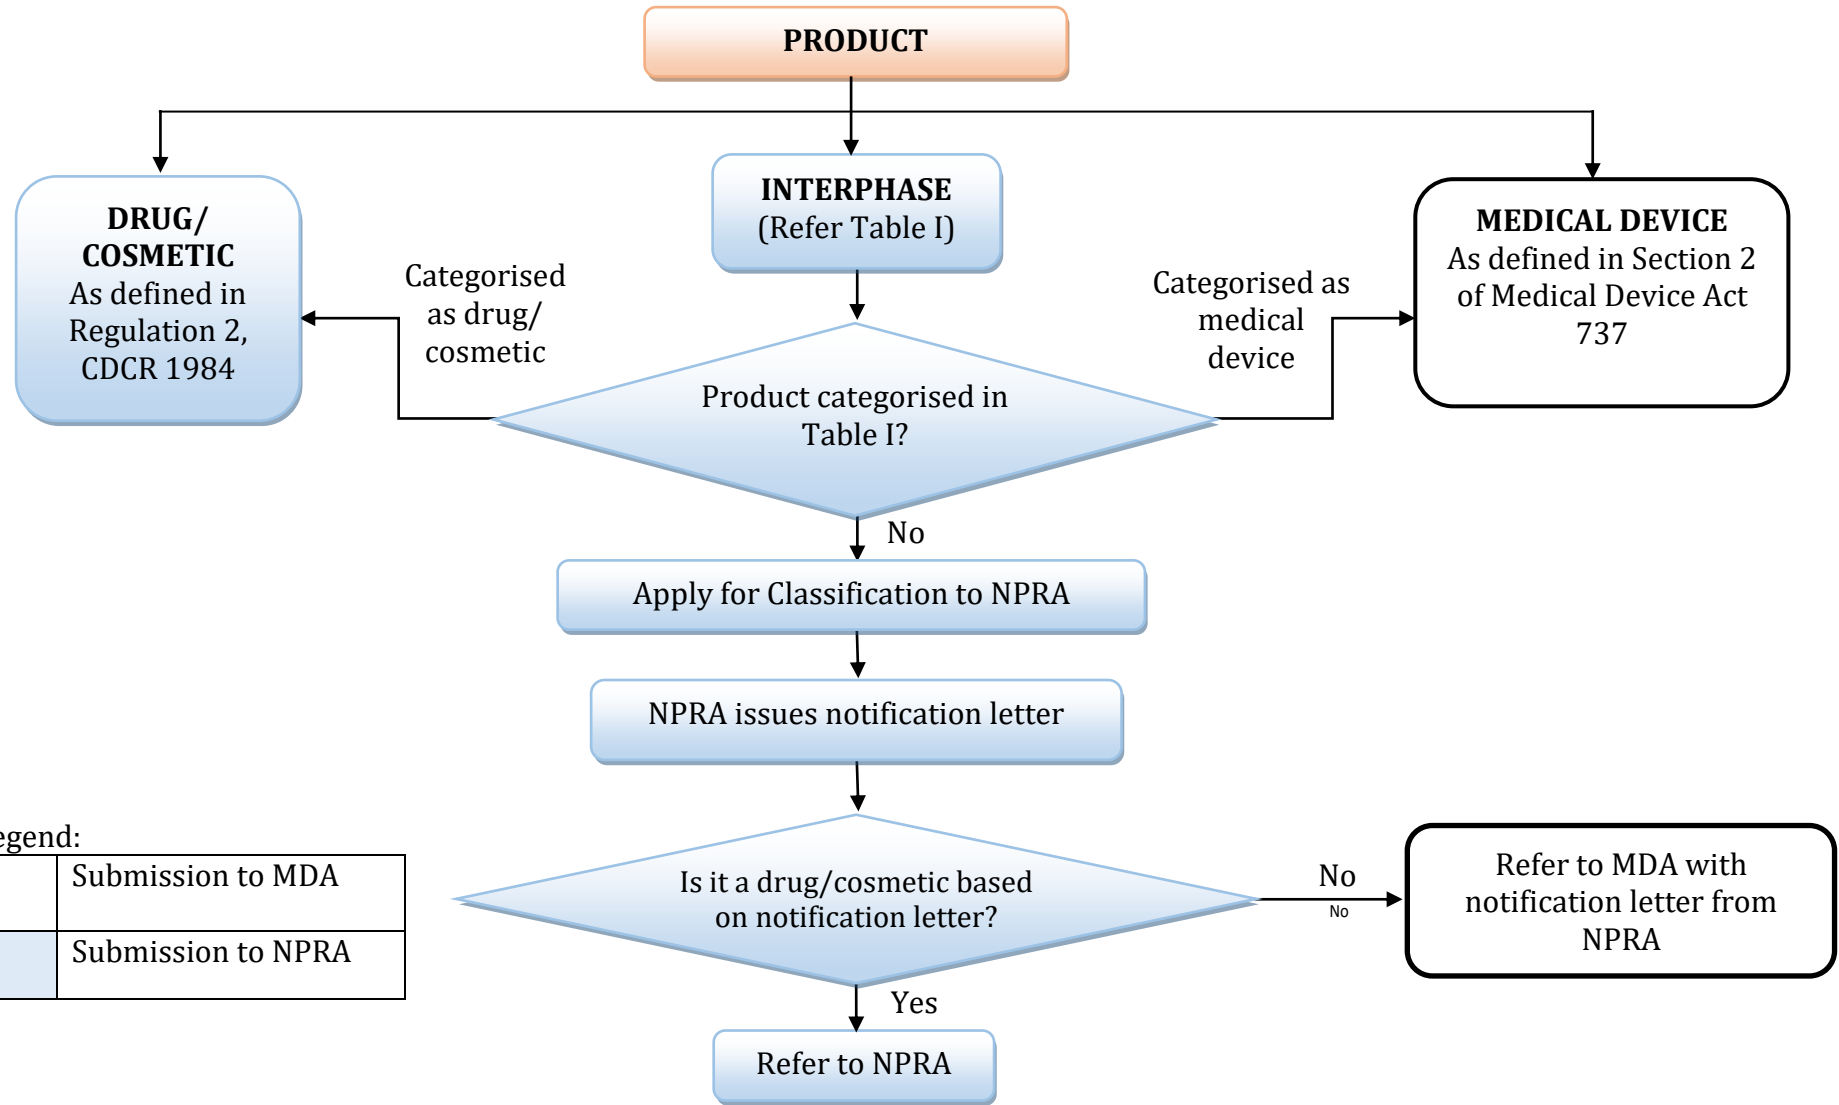 PRODUCT
DRUG/
COSMETIC
As defined in
Regulation 2,
CDCR 1984
INTERPHASE
(Refer Table I)
MEDICAL DEVICE
As defined in Section 2
of Medical Device Act
737
Categorised
as drug/
cosmetic
Categorised as
medical
device
Product categorised in
Table I?
No
Apply for Classification to NPRA
NPRA issues notification letter
egend:
Submission to MDA
Submission to NPRA
Is it a drug/cosmetic based
on notification letter?
No
No
Refer to MDA with
notification letter from
NPRA
Yes
Refer to NPRA